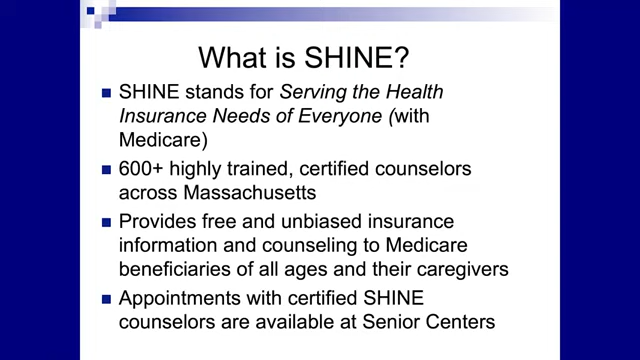 What is SHINE?
SHINE stands for Serving the Health
Insurance Needs of Everyone (with
Medicare)
600+ highly trained, certified counselors
across Massachusetts
Provides free and unbiased insurance
information and counseling to Medicare
beneficiaries of all ages and their caregivers
Appointments with certified SHINE
counselors are available at Senior Centers